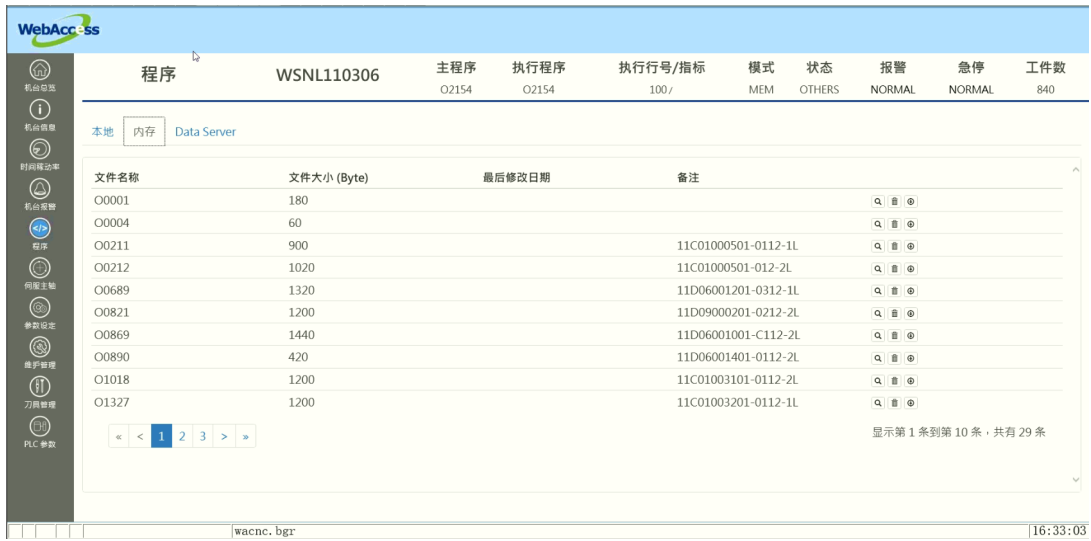 WebAccess
程序 WSNL110306 主程序 执行程序 执行行号/指标 模式 状态 报警 急停 工件数
O2154 O2154 100 / MEM OTHERS NORMAL NORMAL 840
机台总览
机台信息
时间稼动率
机台报警
程序
伺服主轴
参数设定
维护管理
刀具管理
PLC 参数
本地 内存 Data Server
文件名称 文件大小 (Byte) 最后修改日期 备注
O0001 180
O0004 60
O0211 900 11C01000501-0112-1L
O0212 1020 11C01000501-012-2L
O0689 1320 11D06001201-0312-1L
O0821 1200 11D09000201-0212-2L
O0869 1440 11D06001001-C112-2L
O0890 420 11D06001401-0112-2L
O1018 1200 11C01003101-0112-2L
O1327 1200 11C01003201-0112-1L
« < 1 2 3 > »
显示第 1 条到第 10 条，共有 29 条
wacnc.bgr 16:33:03